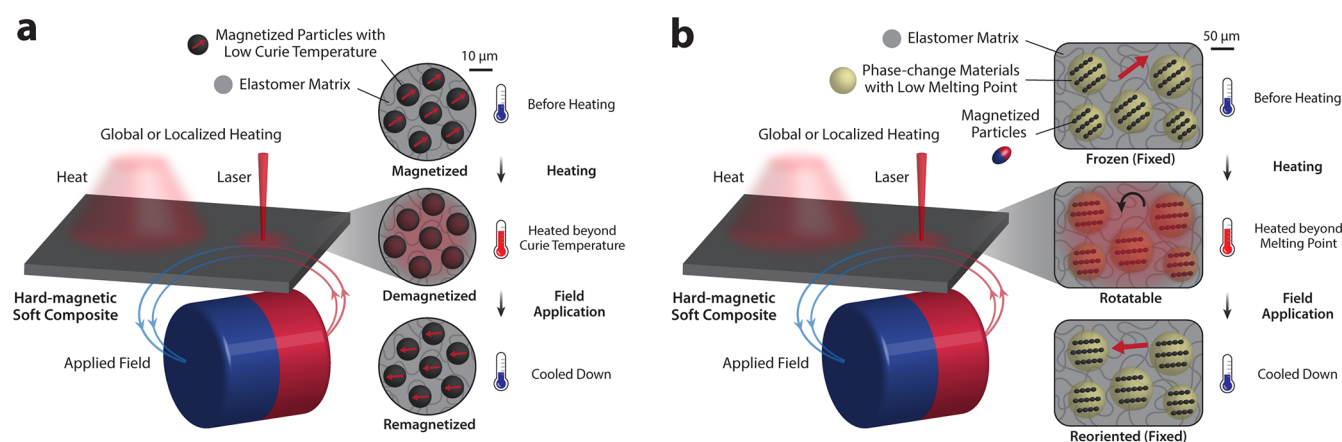 a
Magnetized Particles with
Low Curie Temperature
Elastomer Matrix
10 μm
Before Heating
Global or Localized Heating
Heat
Laser
Magnetized
Heating
Heated beyond
Curie Temperature
Demagnetized
Hard-magnetic
Soft Composite
Field
Application
Applied Field
Cooled Down
Remagnetized
b
Elastomer Matrix
50 μm
Phase-change Materials
with Low Melting Point
Before Heating
Magnetized
Particles
Global or Localized Heating
Frozen (Fixed)
Heat
Laser
Heating
Heated beyond
Melting Point
Rotatable
Hard-magnetic
Soft Composite
Field
Application
Applied Field
Cooled Down
Reoriented (Fixed)